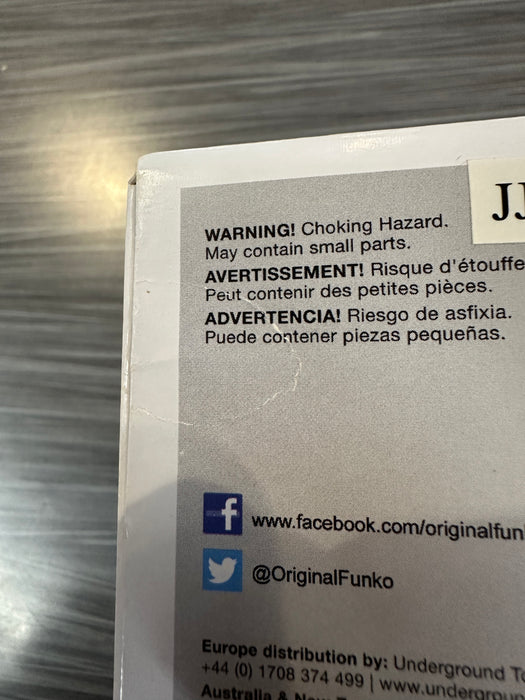 JJ
WARNING! Choking Hazard.
May contain small parts.
AVERTISSEMENT! Risque d'étouffe
Peut contenir des petites pièces.
ADVERTENCIA! Riesgo de asfixia.
Puede contener piezas pequeñas.
f
www.facebook.com/originalfun
@OriginalFunko
Europe distribution by: Underground T
+44 (0) 1708 374 499 | www.undergrou
Australia & New